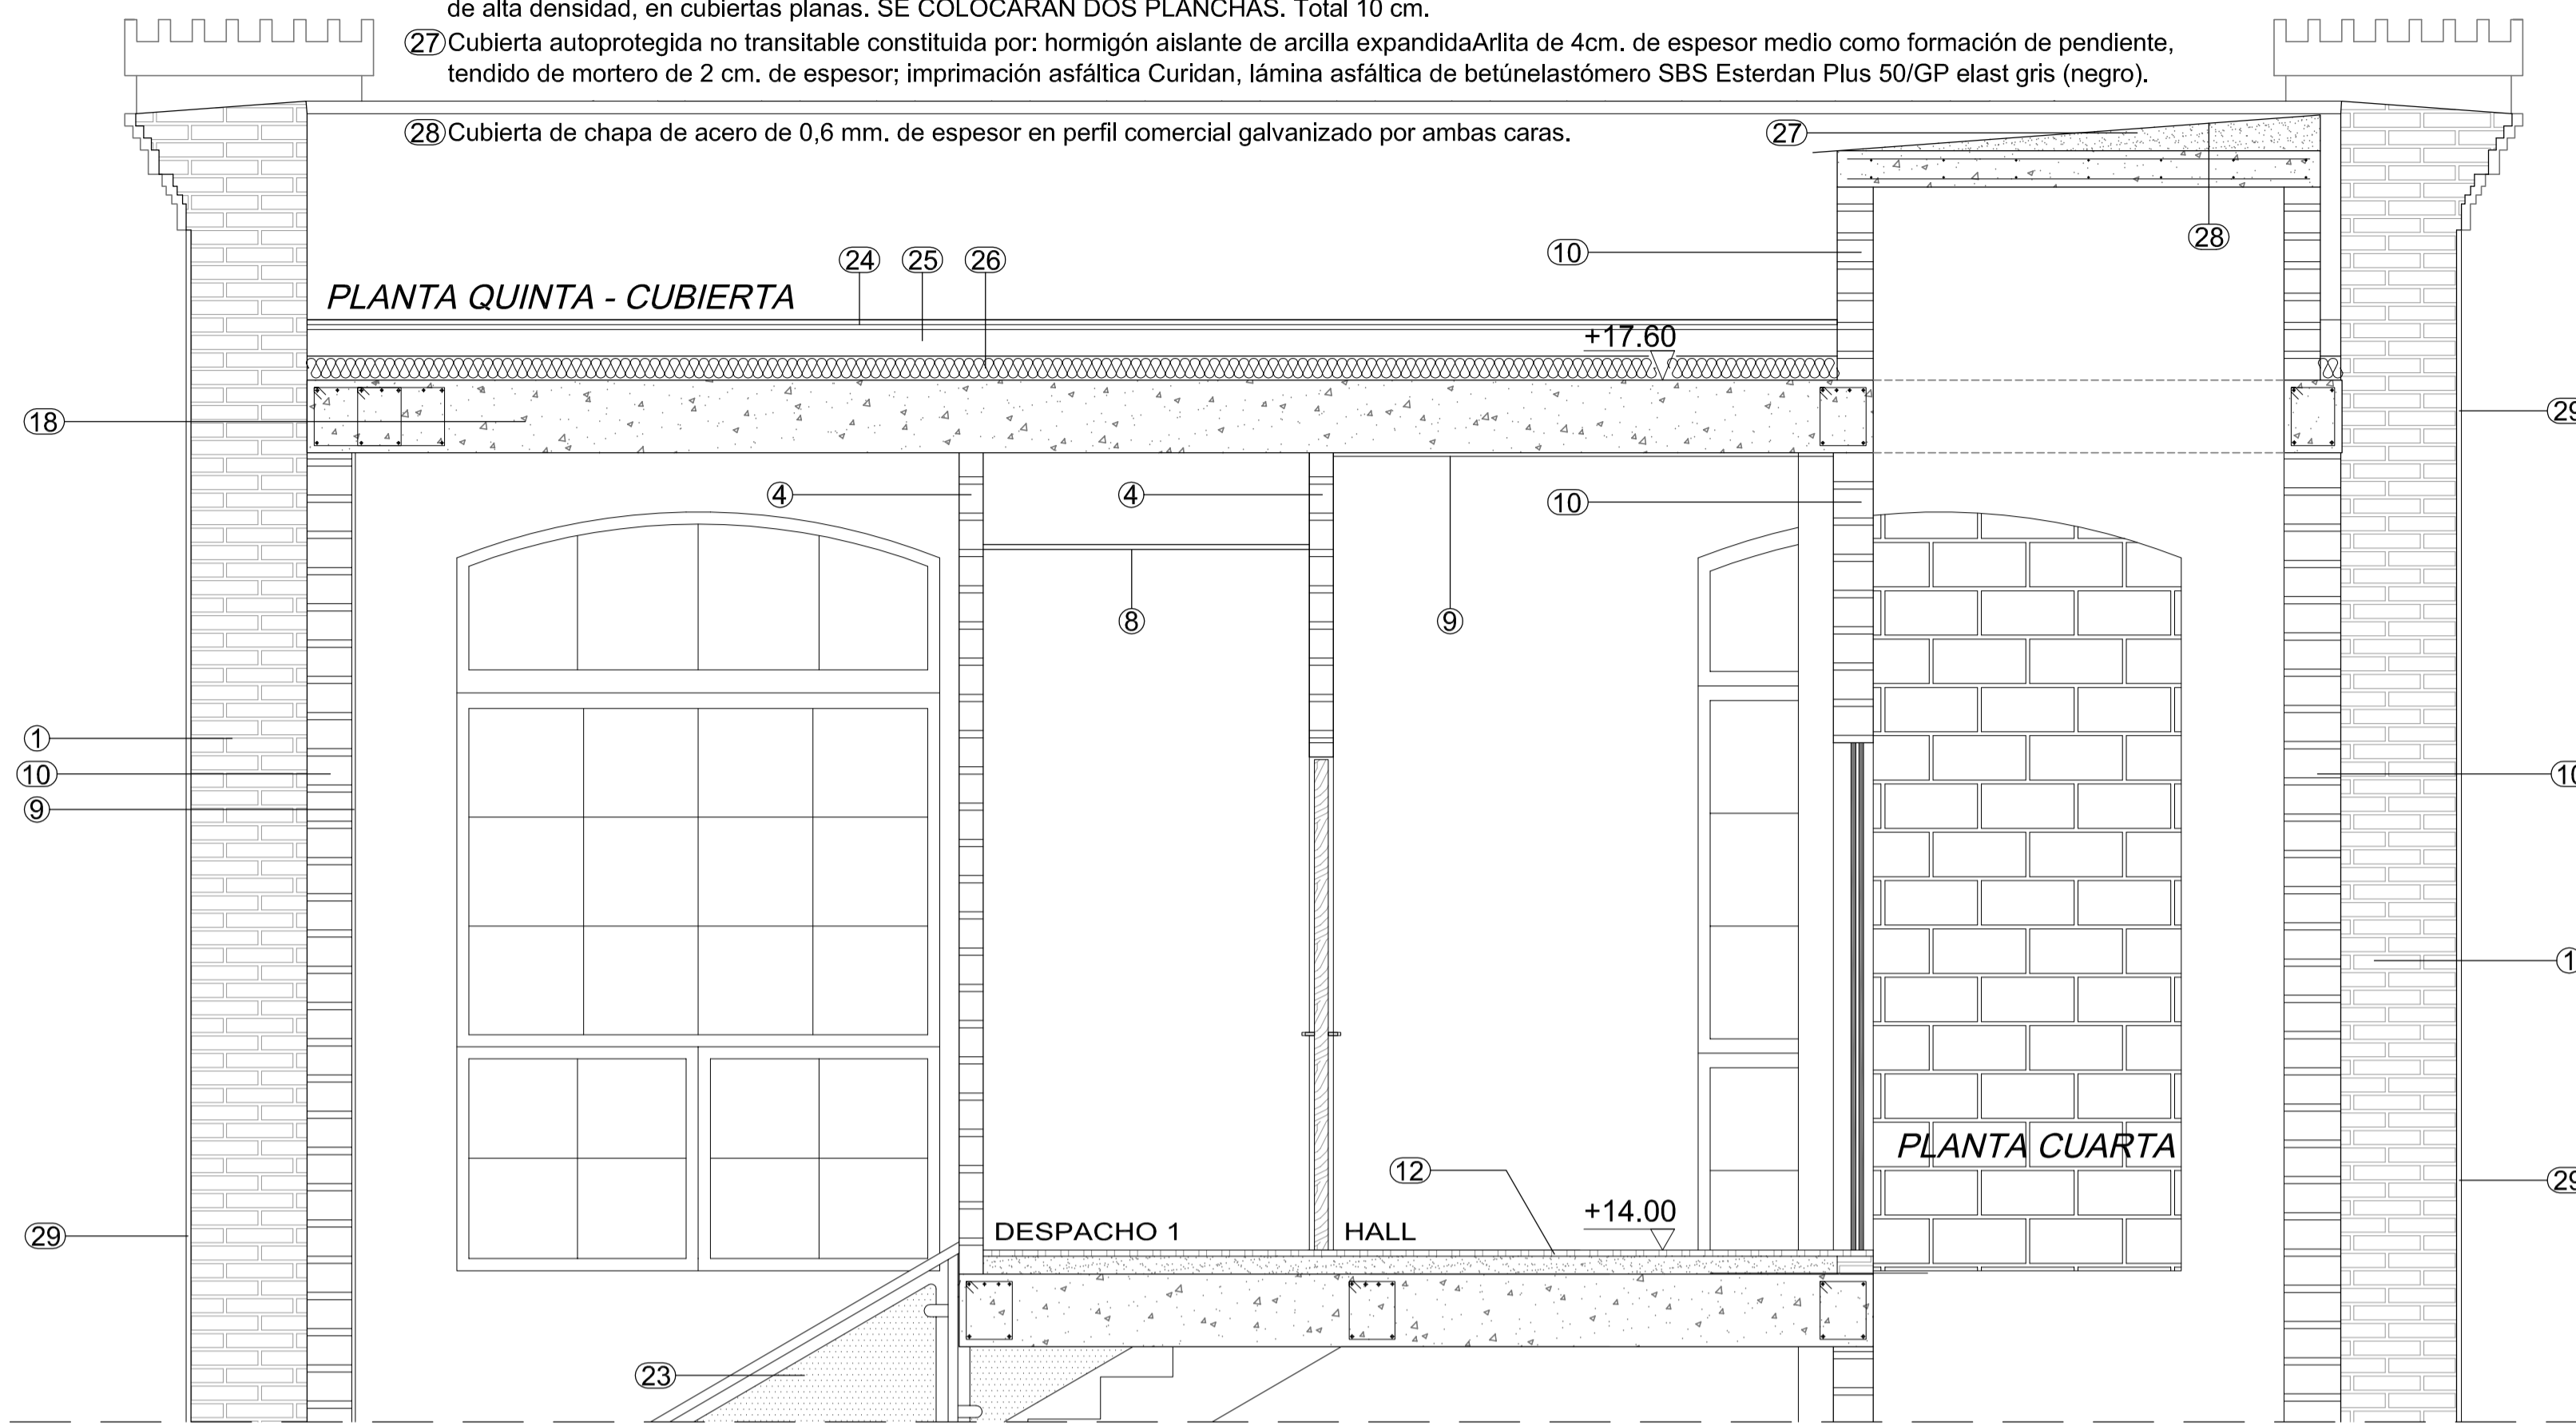 de alta densidad, en cubiertas planas. SE COLOCARAN DOS PLANCHAS. Total 10 cm.
27 Cubierta autoprotegida no transitable constituida por: hormigón aislante de arcilla expandidaArlita de 4cm. de espesor medio como formación de pendiente,
tendido de mortero de 2 cm. de espesor; imprimación asfáltica Curidan, lámina asfáltica de betúnelastómero SBS Esterdan Plus 50/GP elast gris (negro).
28 Cubierta de chapa de acero de 0,6 mm. de espesor en perfil comercial galvanizado por ambas caras.
27
28
24 25 26
10
PLANTA QUINTA - CUBIERTA
+17.60
18
29
4
4
10
8
9
1
10
9
10
1
PLANTA CUARTA
12
29
DESPACHO 1
HALL
+14.00
29
23